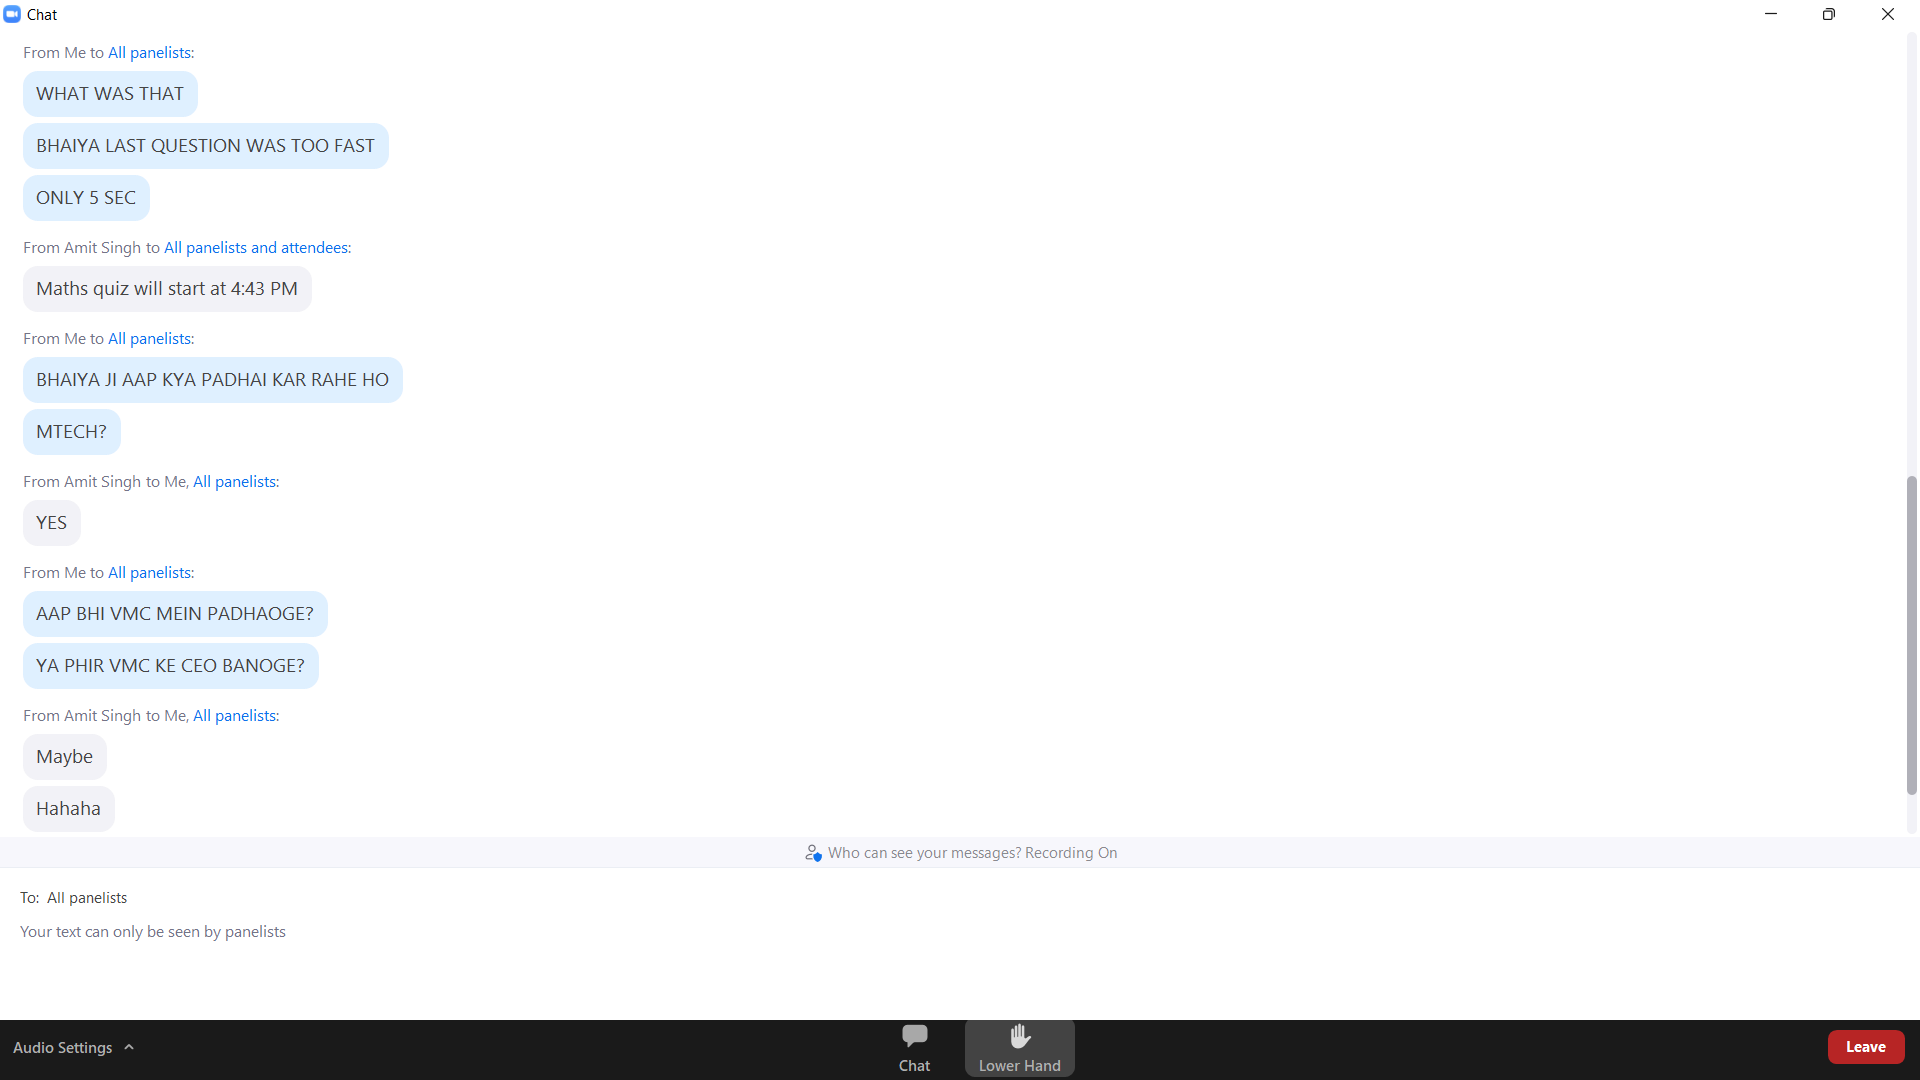 Chat
From Me to All panelists:
WHAT WAS THAT
BHAIYA LAST QUESTION WAS TOO FAST
ONLY 5 SEC
From Amit Singh to All panelists and attendees:
Maths quiz will start at 4:43 PM
From Me to All panelists:
BHAIYA JI AAP KYA PADHAI KAR RAHE HO
MTECH?
From Amit Singh to Me, All panelists:
YES
From Me to All panelists:
AAP BHI VMC MEIN PADHAOGE?
YA PHIR VMC KE CEO BANOGE?
From Amit Singh to Me, All panelists:
Maybe
Hahaha
Who can see your messages? Recording On
To: All panelists
Your text can only be seen by panelists
Audio Settings
Chat
Lower Hand
Leave